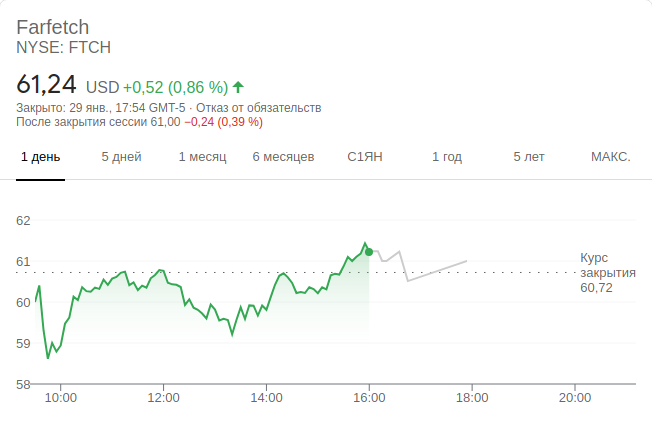 Farfetch
NYSE: FTCH
61,24 USD +0,52 (0,86 %)
Закрыто: 29 янв., 17:54 GMT-5 · Отказ от обязательств
После закрытия сессии 61,00 −0,24 (0,39 %)
1 день 5 дней 1 месяц 6 месяцев С1ЯН 1 год 5 лет МАКС.
62
61
60
59
58
Курс
закрытия
60,72
10:00 12:00 14:00 16:00 18:00 20:00